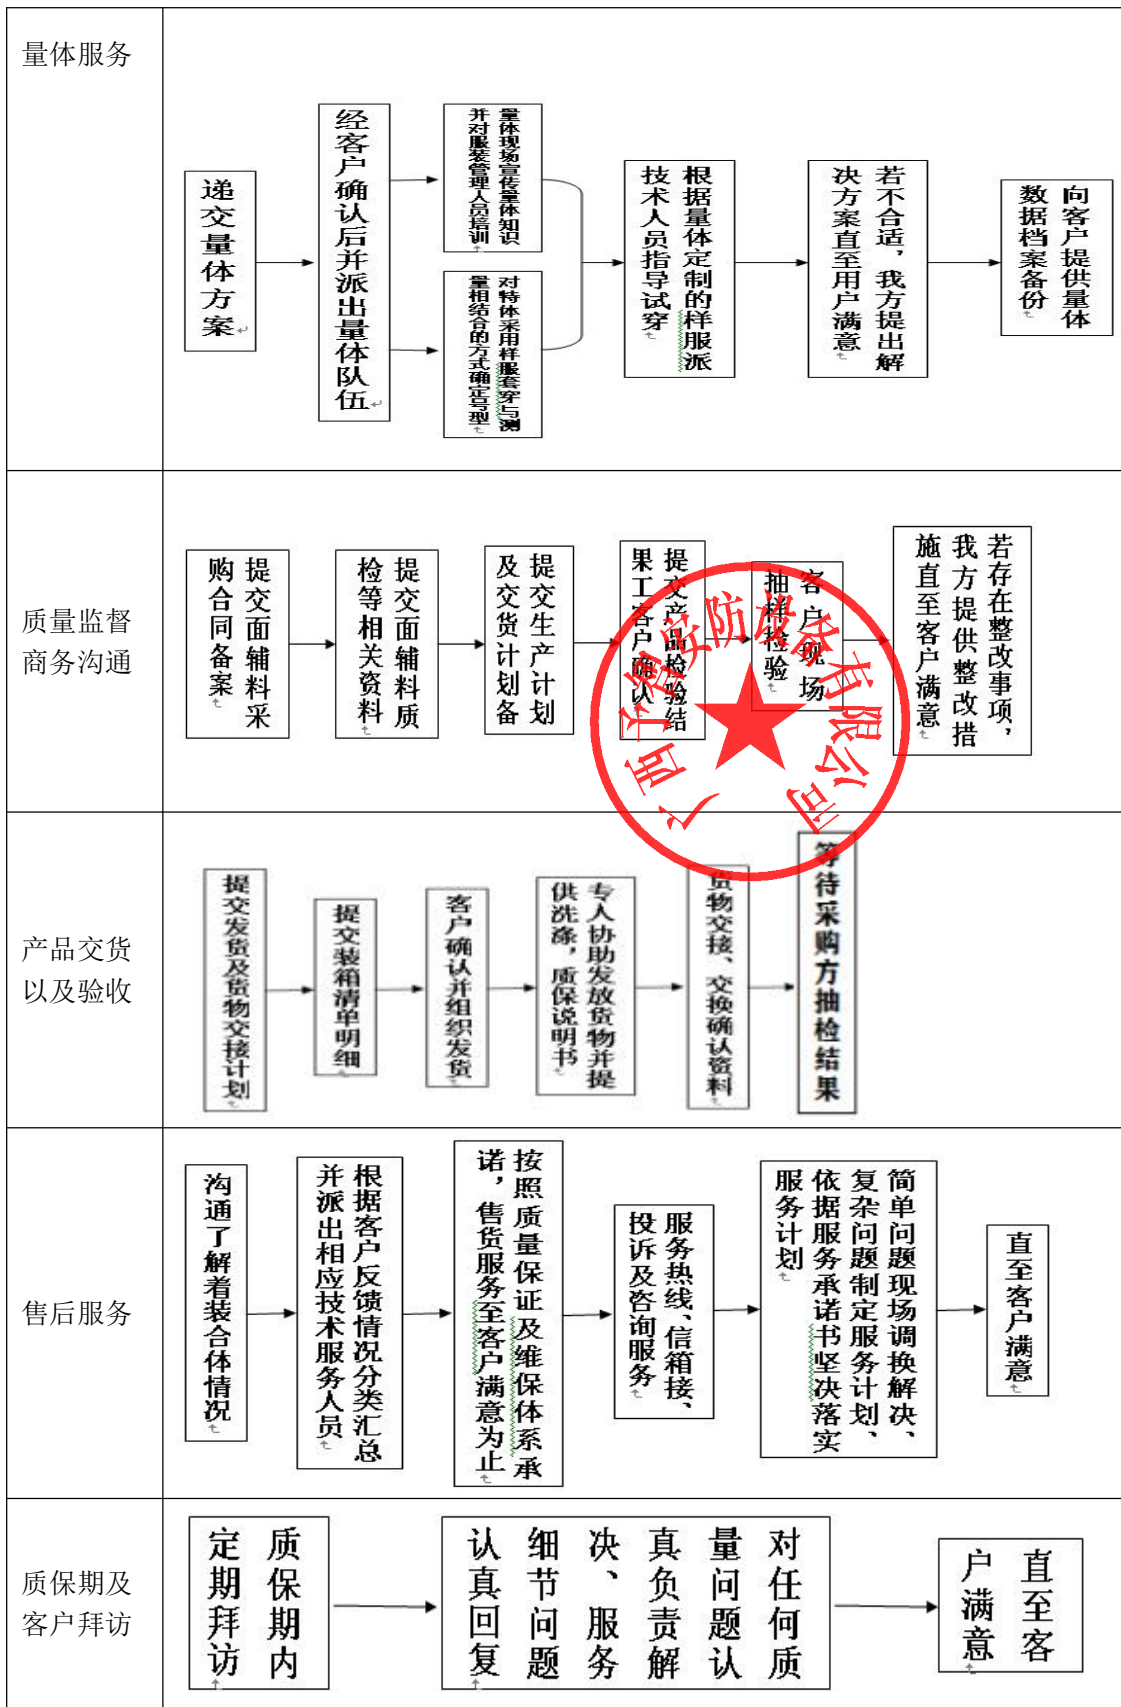 量体服务
递交量体方案
经客户确认后并派出量体队伍
量体现场宣传量体知识
并对服装管理人员培训
对特体采用样服套穿与测
量相结合的方式确定号型
根据量体定制的样服派
技术人员指导试穿
若不合适，我方提出解
决方案直至用户满意
向客户提供量体
数据档案备份
质量监督
商务沟通
提交面辅料采
购合同备案
提交面辅料质
检等相关资料
提交生产计划
及交货计划备
提交产品检验结
果工客户确认
客户现场
抽样检验
若存在整改事项，
我方提供整改措
施直至客户满意
产品交货
以及验收
提交发货及货物交接计划
提交装箱清单明细
客户确认并组织发货
专人协助发放货物并提
供洗涤，质保说明书
货物交接、交换确认资料
等待采购方抽检结果
售后服务
沟通了解着装合体情况
根据客户反馈情况分类汇总
并派出相应技术服务人员
按照质量保证及维保体系承
诺，售货服务至客户满意为止
服务热线、信箱接、
投诉及咨询服务
简单问题现场调换解决、
复杂问题制定服务计划、
依据服务承诺书坚决落实
服务计划
直至客户满意
质保期及
客户拜访
质保期内
定期拜访
对任何质
量问题认
真负责解
决、服务
细节问题
认真回复
直至客
户满意